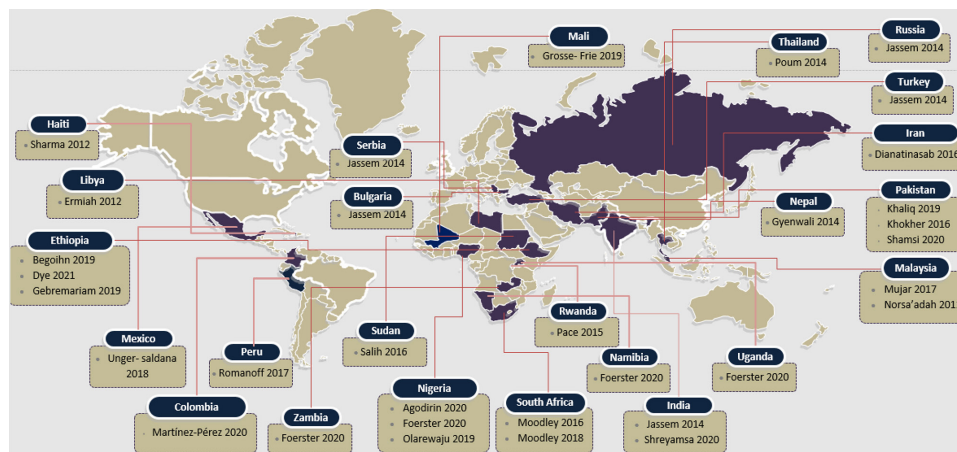 Mali
Grosse- Frie 2019
Russia
Jassem 2014
Thailand
Poum 2014
Turkey
Jassem 2014
Haiti
Sharma 2012
Iran
Dianatinasab 2016
Serbia
Jassem 2014
Libya
Ermiah 2012
Bulgaria
Jassem 2014
Nepal
Gyenwali 2014
Pakistan
Khaliq 2019
Khokher 2016
Shamsi 2020
Ethiopia
Begoihn 2019
Dye 2021
Gebremariam 2019
Malaysia
Mujar 2017
Norsa'adah 201
Mexico
Unger- saldana
2018
Peru
Romanoff 2017
Sudan
Salih 2016
Rwanda
Pace 2015
Namibia
Foerster 2020
Uganda
Foerster 2020
Colombia
Martínez-Pérez 2020
Zambia
Foerster 2020
Nigeria
Agodirin 2020
Foerster 2020
Olarewaju 2019
South Africa
Moodley 2016
Moodley 2018
India
Jassem 2014
Shreyamsa 2020